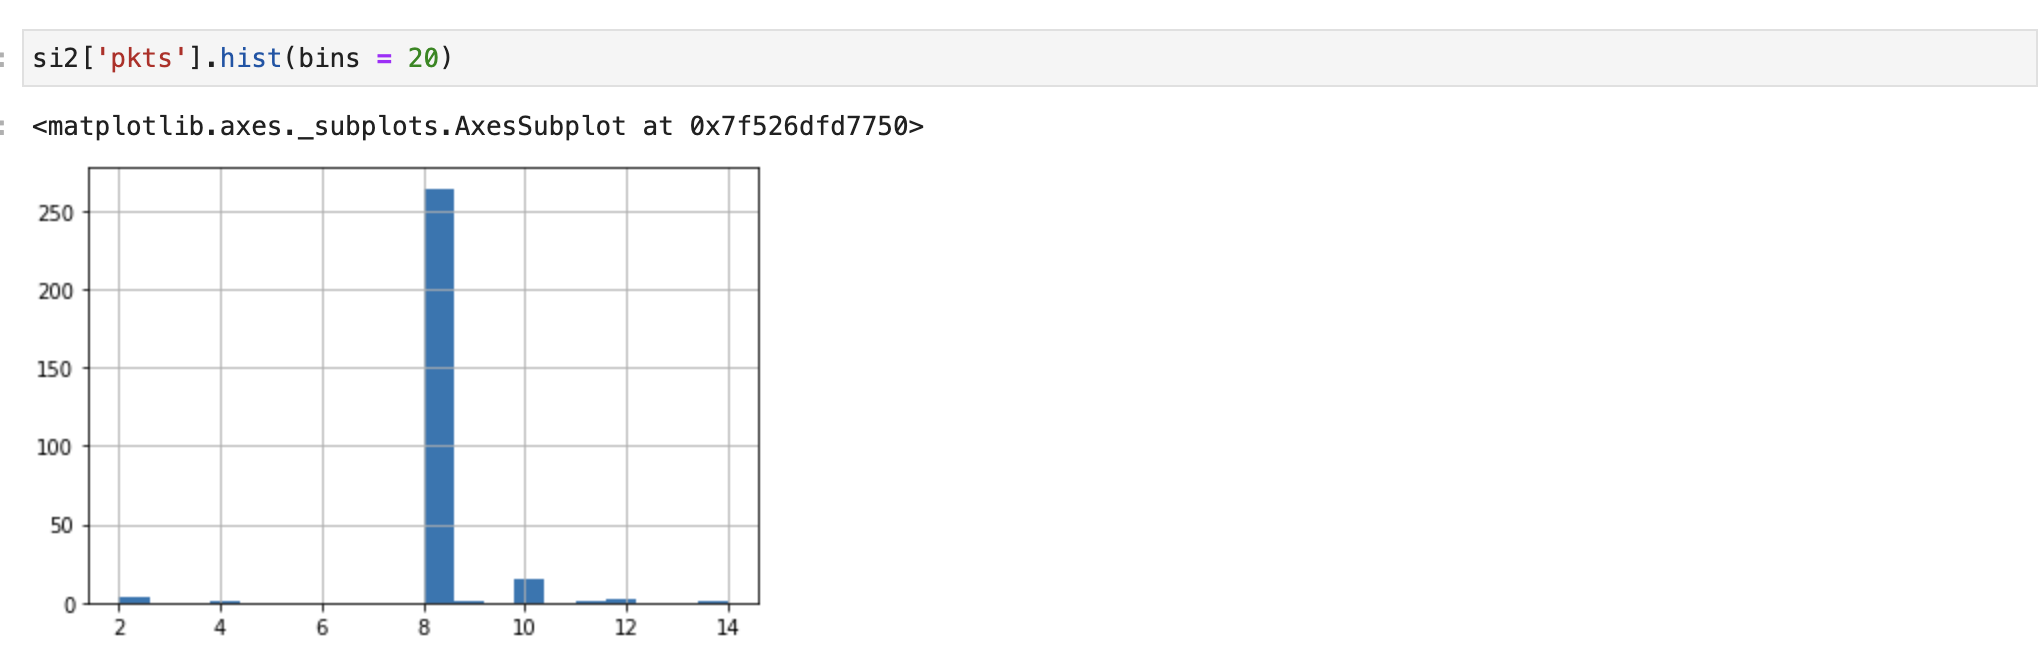 si2['pkts'].hist(bins = 20)
<matplotlib.axes._subplots.AxesSubplot at 0x7f526dfd7750>
250
200
150
100
50
0
2 4 6 8 10 12 14